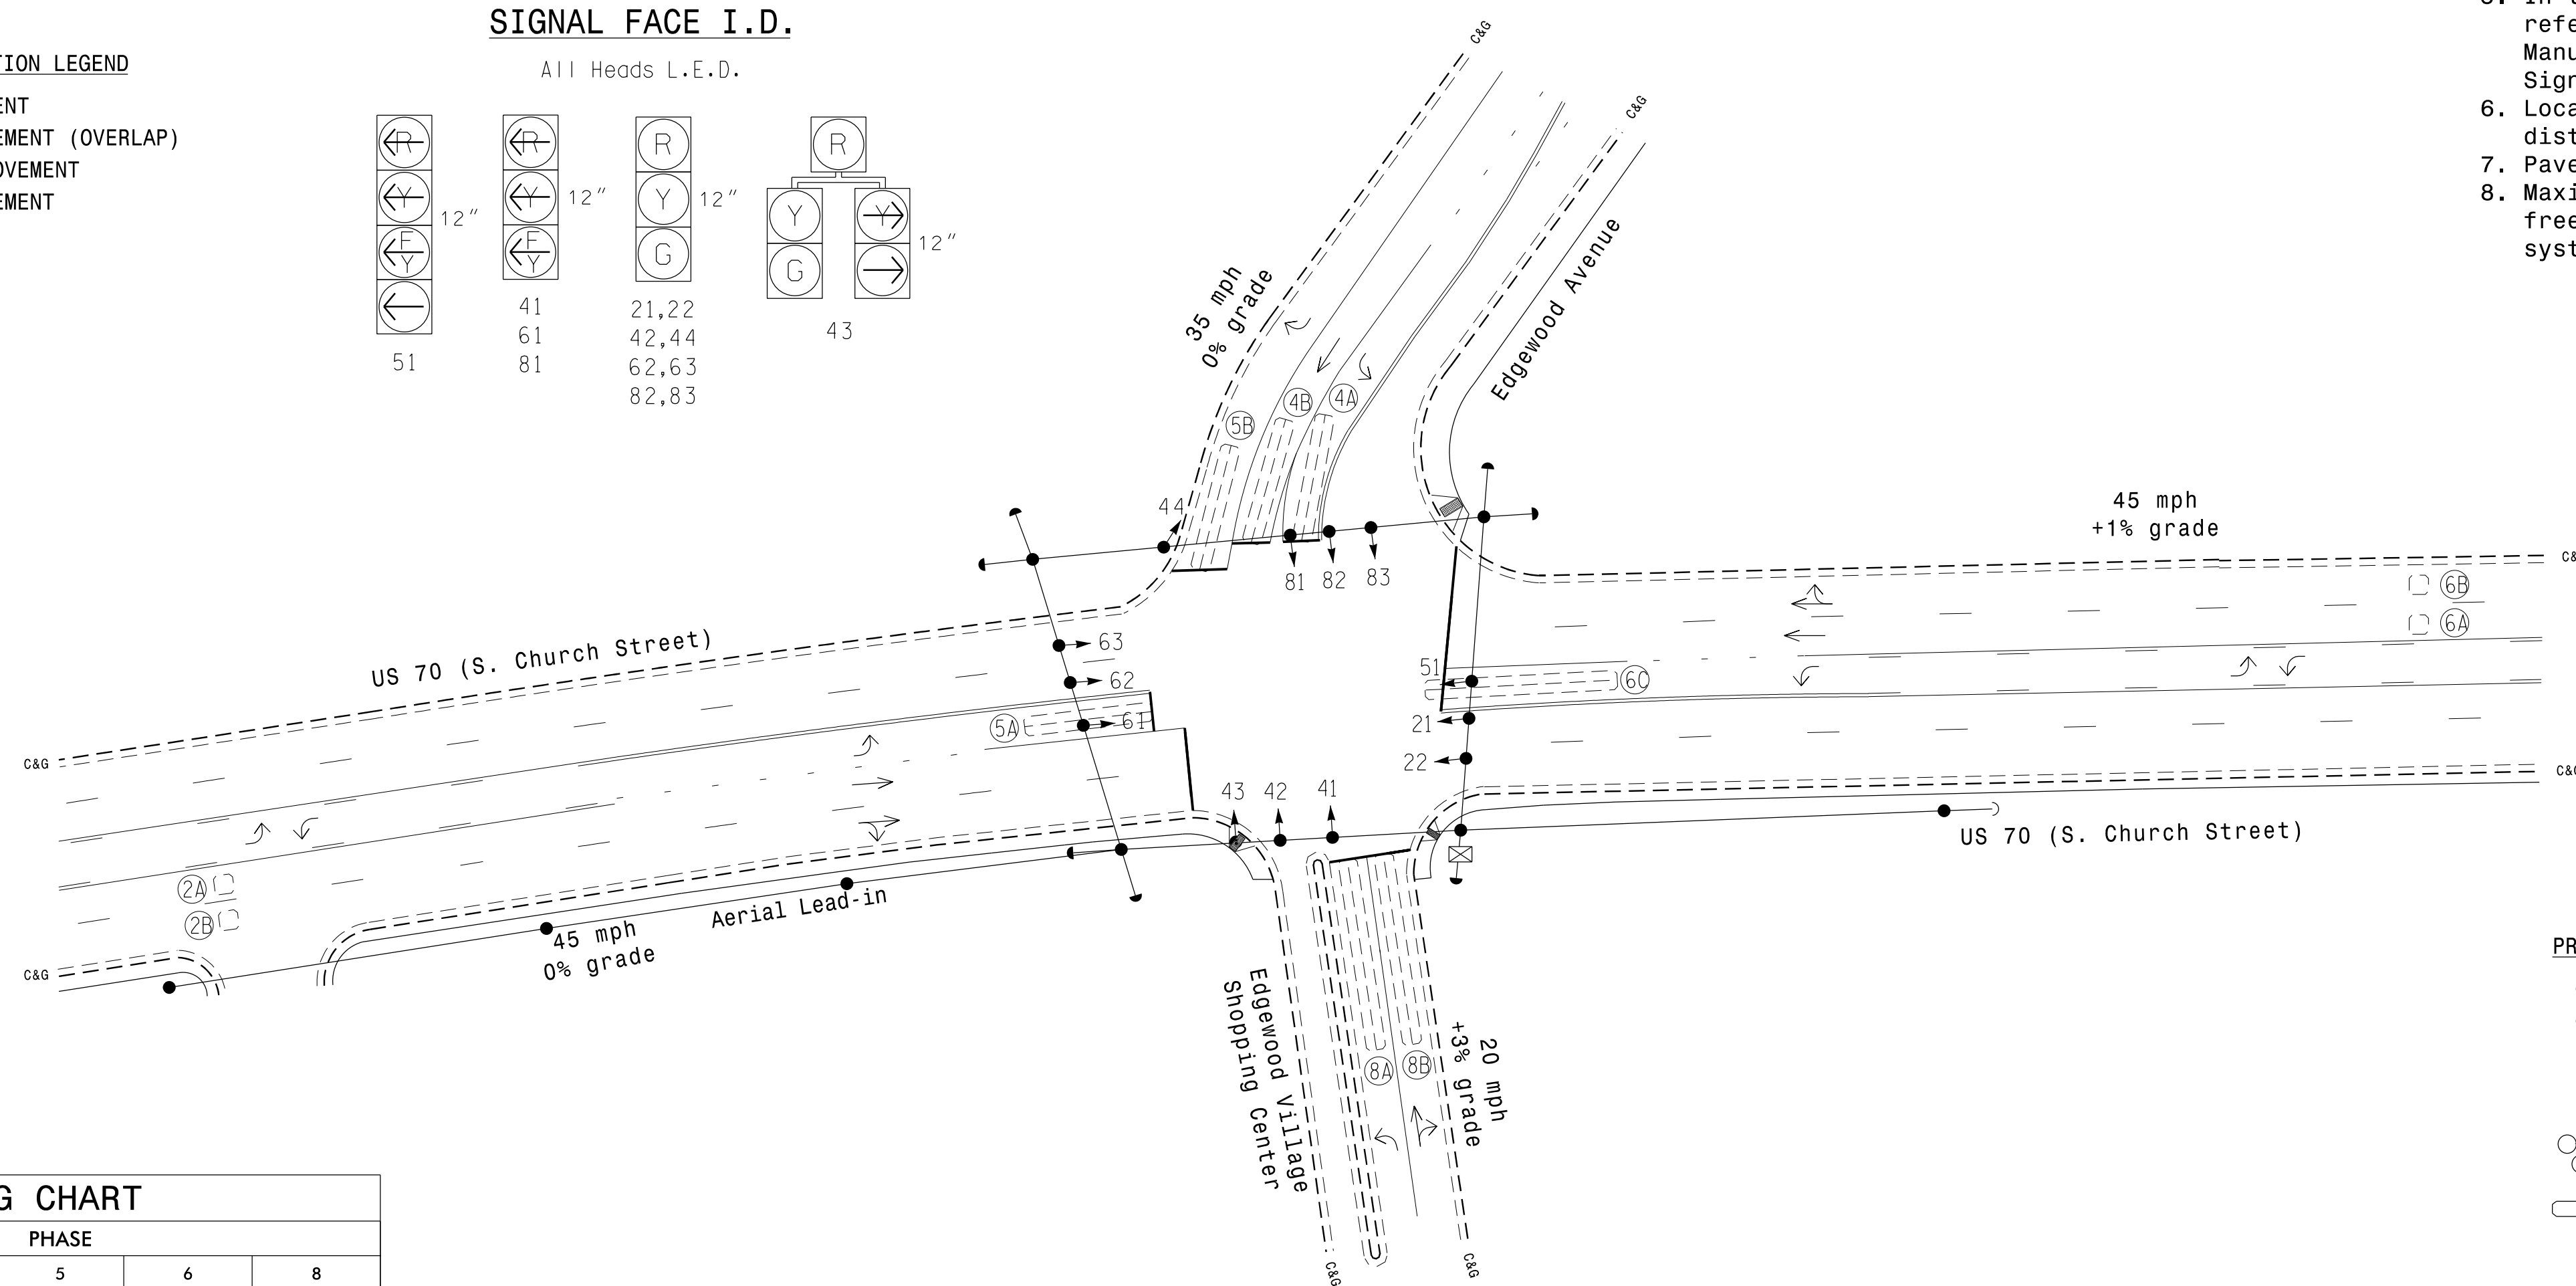 SIGNAL FACE I.D.
All Heads L.E.D.
TION LEGEND
ENT
EMENT (OVERLAP)
OVEMENT
EMENT
R
Y
F
Y
12"
51
R
Y
F
Y
12"
41
61
81
R
Y
G
12"
21,22
42,44
62,63
82,83
R
Y
Y
G
12"
43
refe
Manu
Sign
6. Loca
dist
7. Pave
8. Maxi
free
syst
C&G
C&G
35 mph
0% grade
Edgewood Avenue
5B
4B
4A
44
81
82
83
45 mph
+1% grade
6B
6A
US 70 (S. Church Street)
63
62
61
5A
51
6C
21
22
C&G
43
42
41
US 70 (S. Church Street)
2A
2B
Aerial Lead-in
45 mph
0% grade
C&G
Edgewood Village
Shopping Center
8A
8B
20 mph
+3% grade
C&G
C&G
PR
G CHART
PHASE
5
6
8